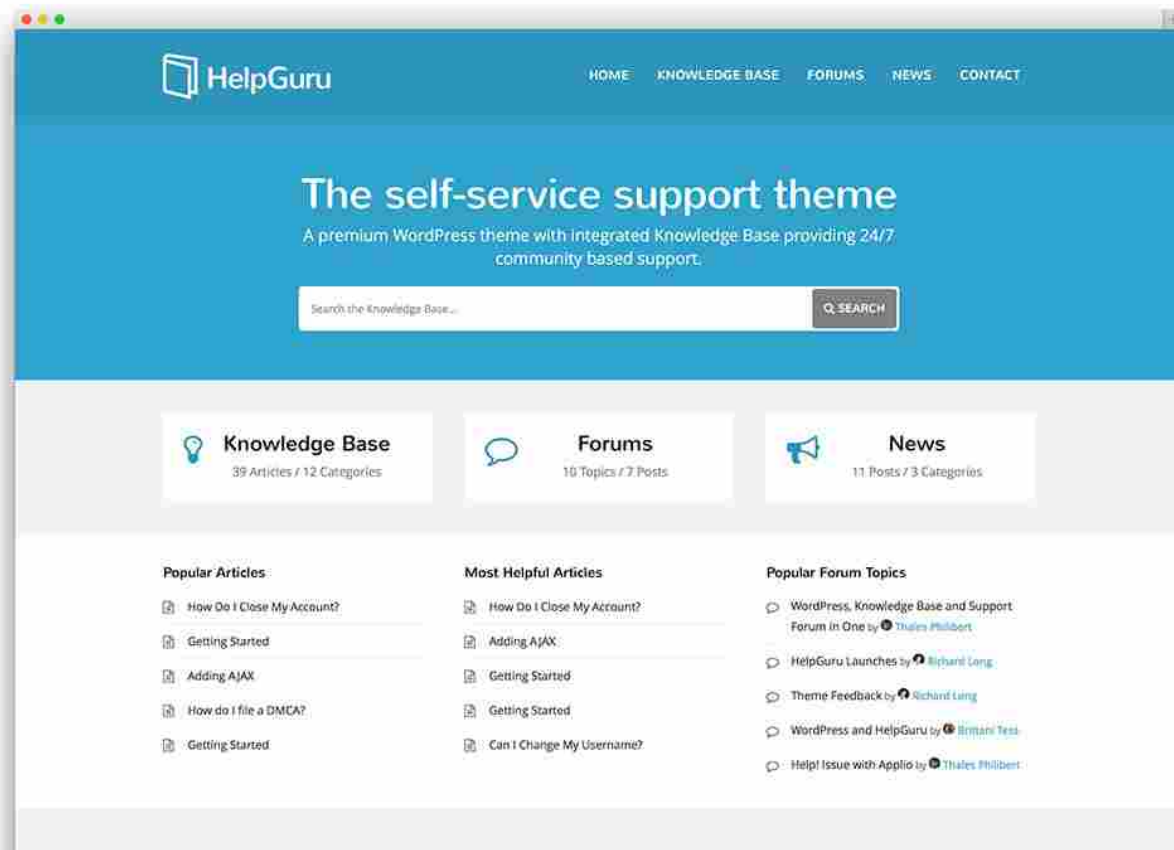 HelpGuru
HOME KNOWLEDGE BASE FORUMS NEWS CONTACT
The self-service support theme
A premium WordPress theme with integrated Knowledge Base providing 24/7
community based support.
Search the Knowledge Base...
SEARCH
Knowledge Base
39 Articles / 12 Categories
Forums
10 Topics / 7 Posts
News
11 Posts / 3 Categories
Popular Articles
How Do I Close My Account?
Getting Started
Adding AJAX
How do I file a DMCA?
Getting Started
Most Helpful Articles
How Do I Close My Account?
Adding AJAX
Getting Started
Getting Started
Can I Change My Username?
Popular Forum Topics
WordPress, Knowledge Base and Support
Forum in One by Thales Philibert
HelpGuru Launches by Richard Long
Theme Feedback by Richard Long
WordPress and HelpGuru by Brittani Tess
Help! Issue with Applio by Thales Philibert